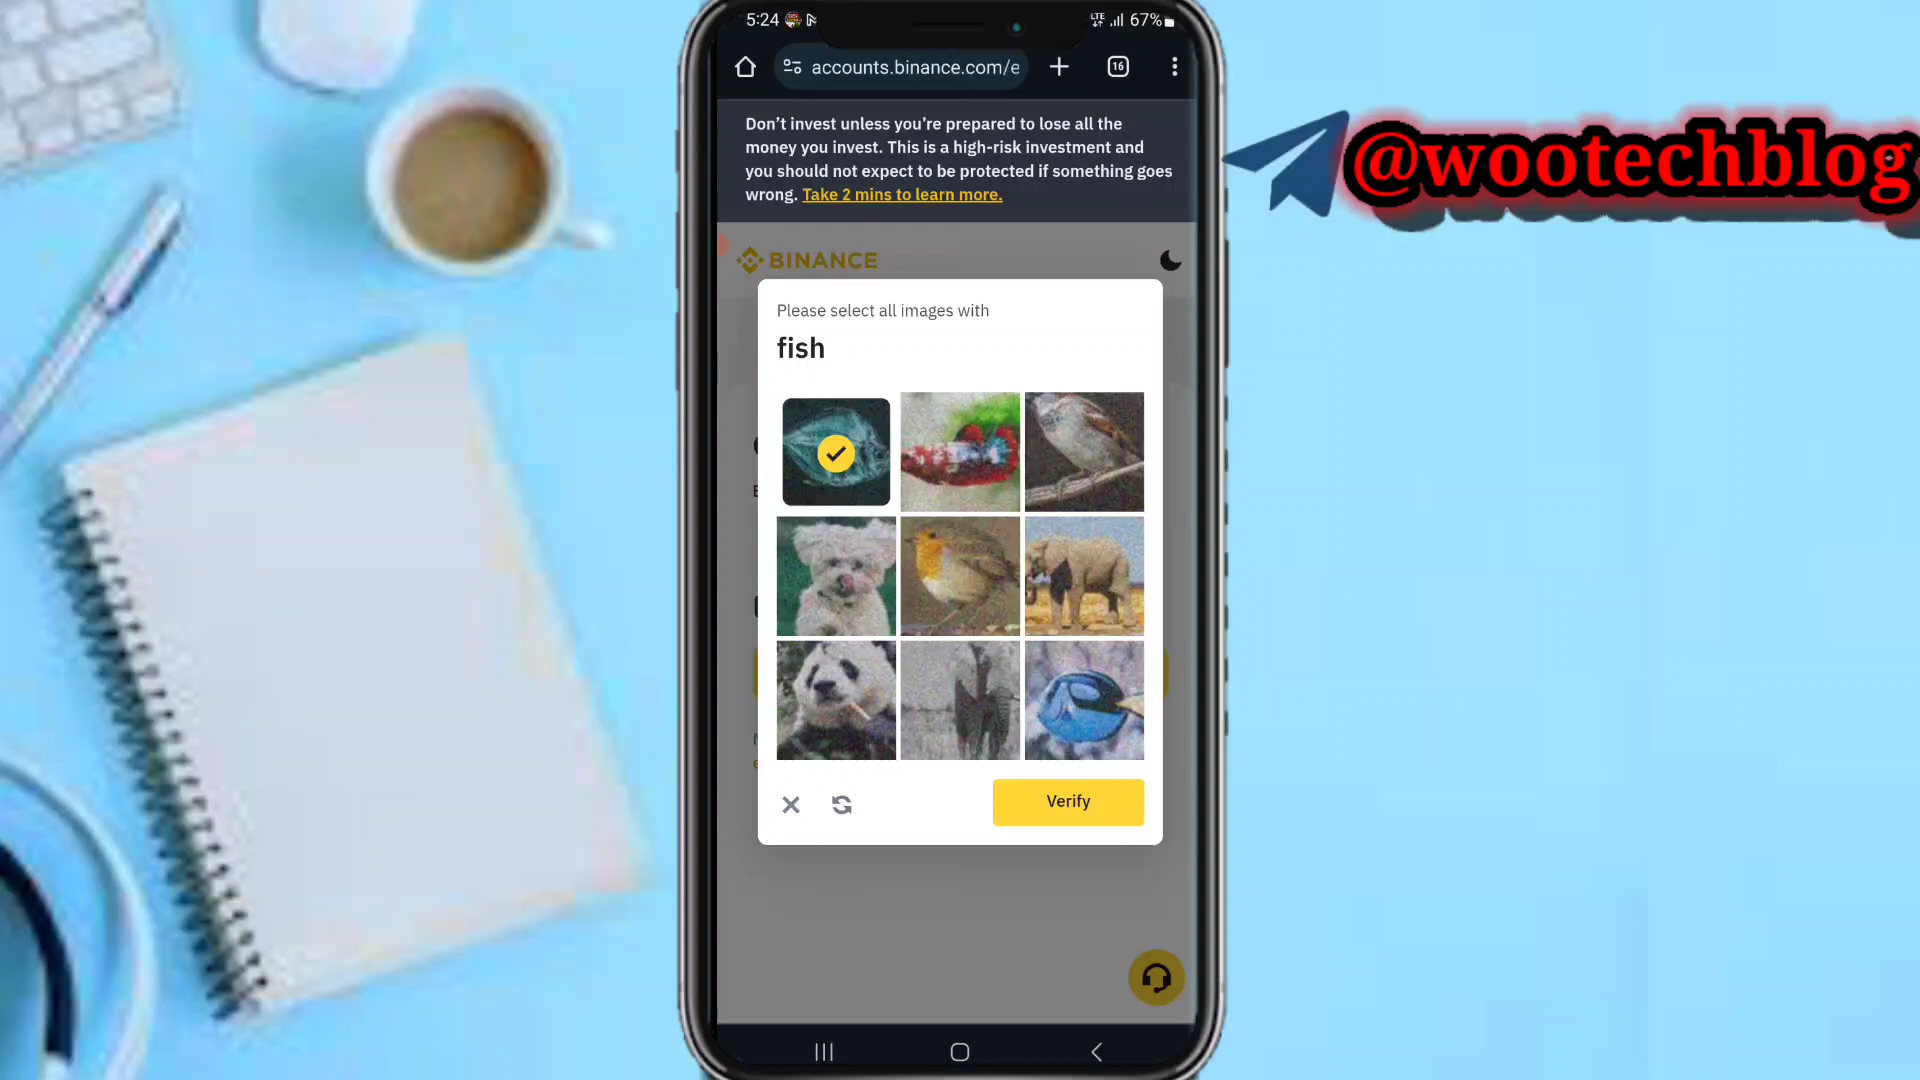 5:24
LTE
67%
accounts.binance.com/e
16
Don't invest unless you're prepared to lose all the
money you invest. This is a high-risk investment and
you should not expect to be protected if something goes
wrong. Take 2 mins to learn more.
@wootechblog
BINANCE
Please select all images with
fish
Verify